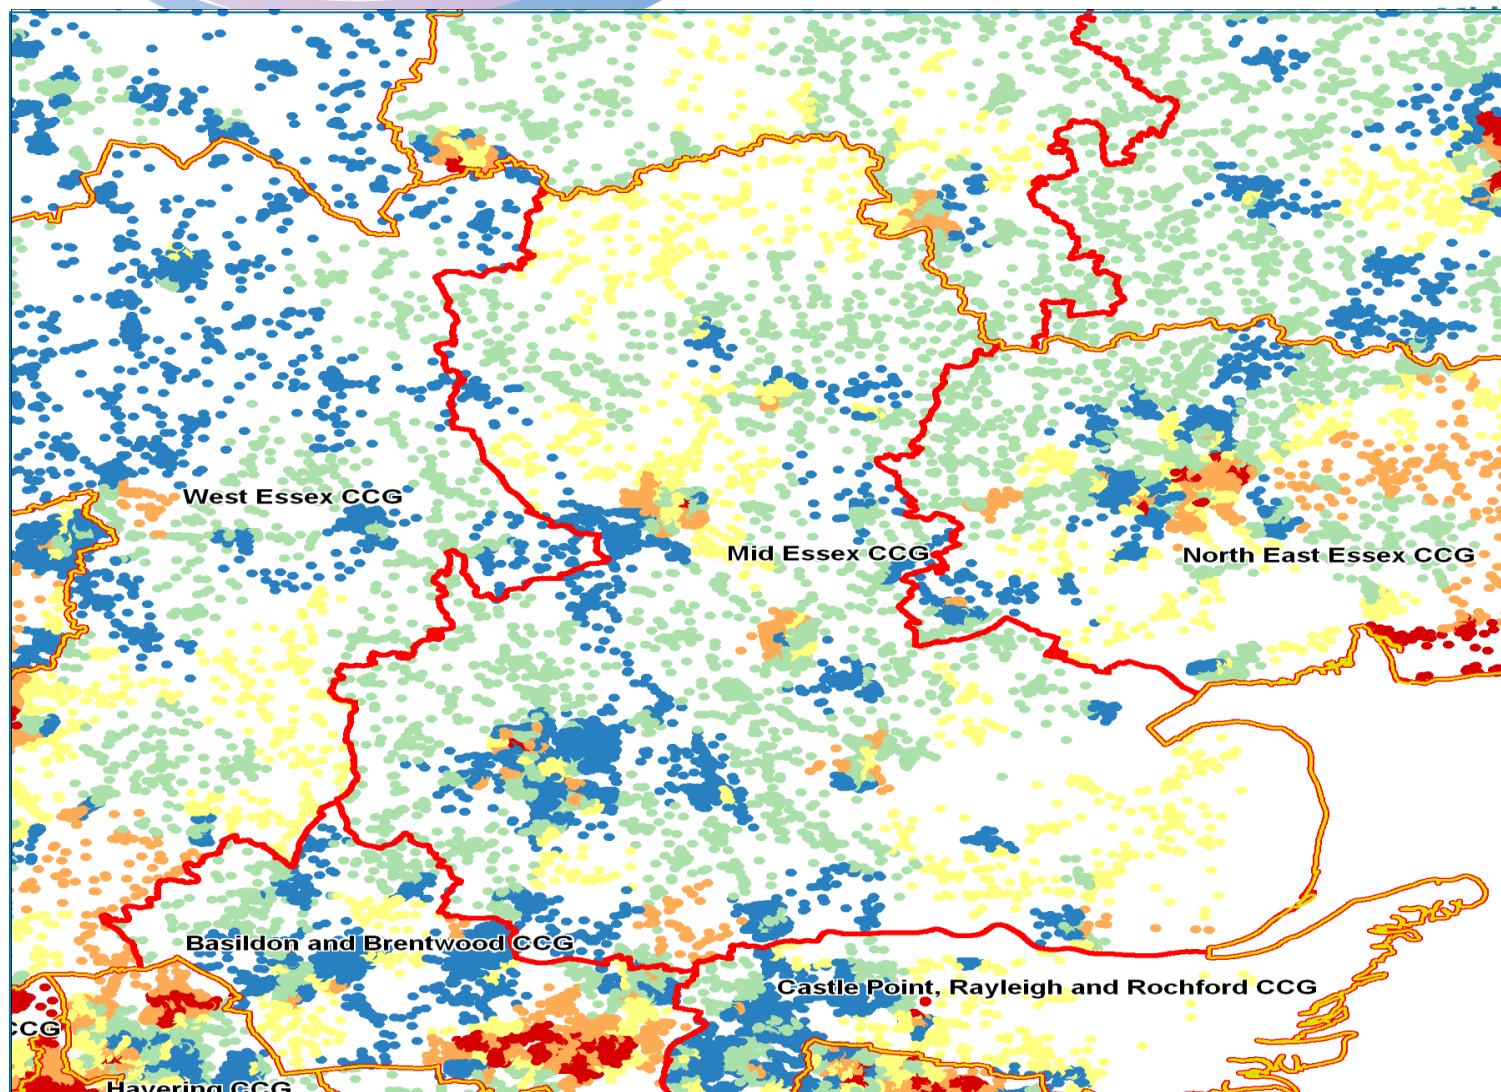 West Essex CCG
Mid Essex CCG
North East Essex CCG
Basildon and Brentwood CCG
Castle Point, Rayleigh and Rochford CCG
CCG
Havering CCG